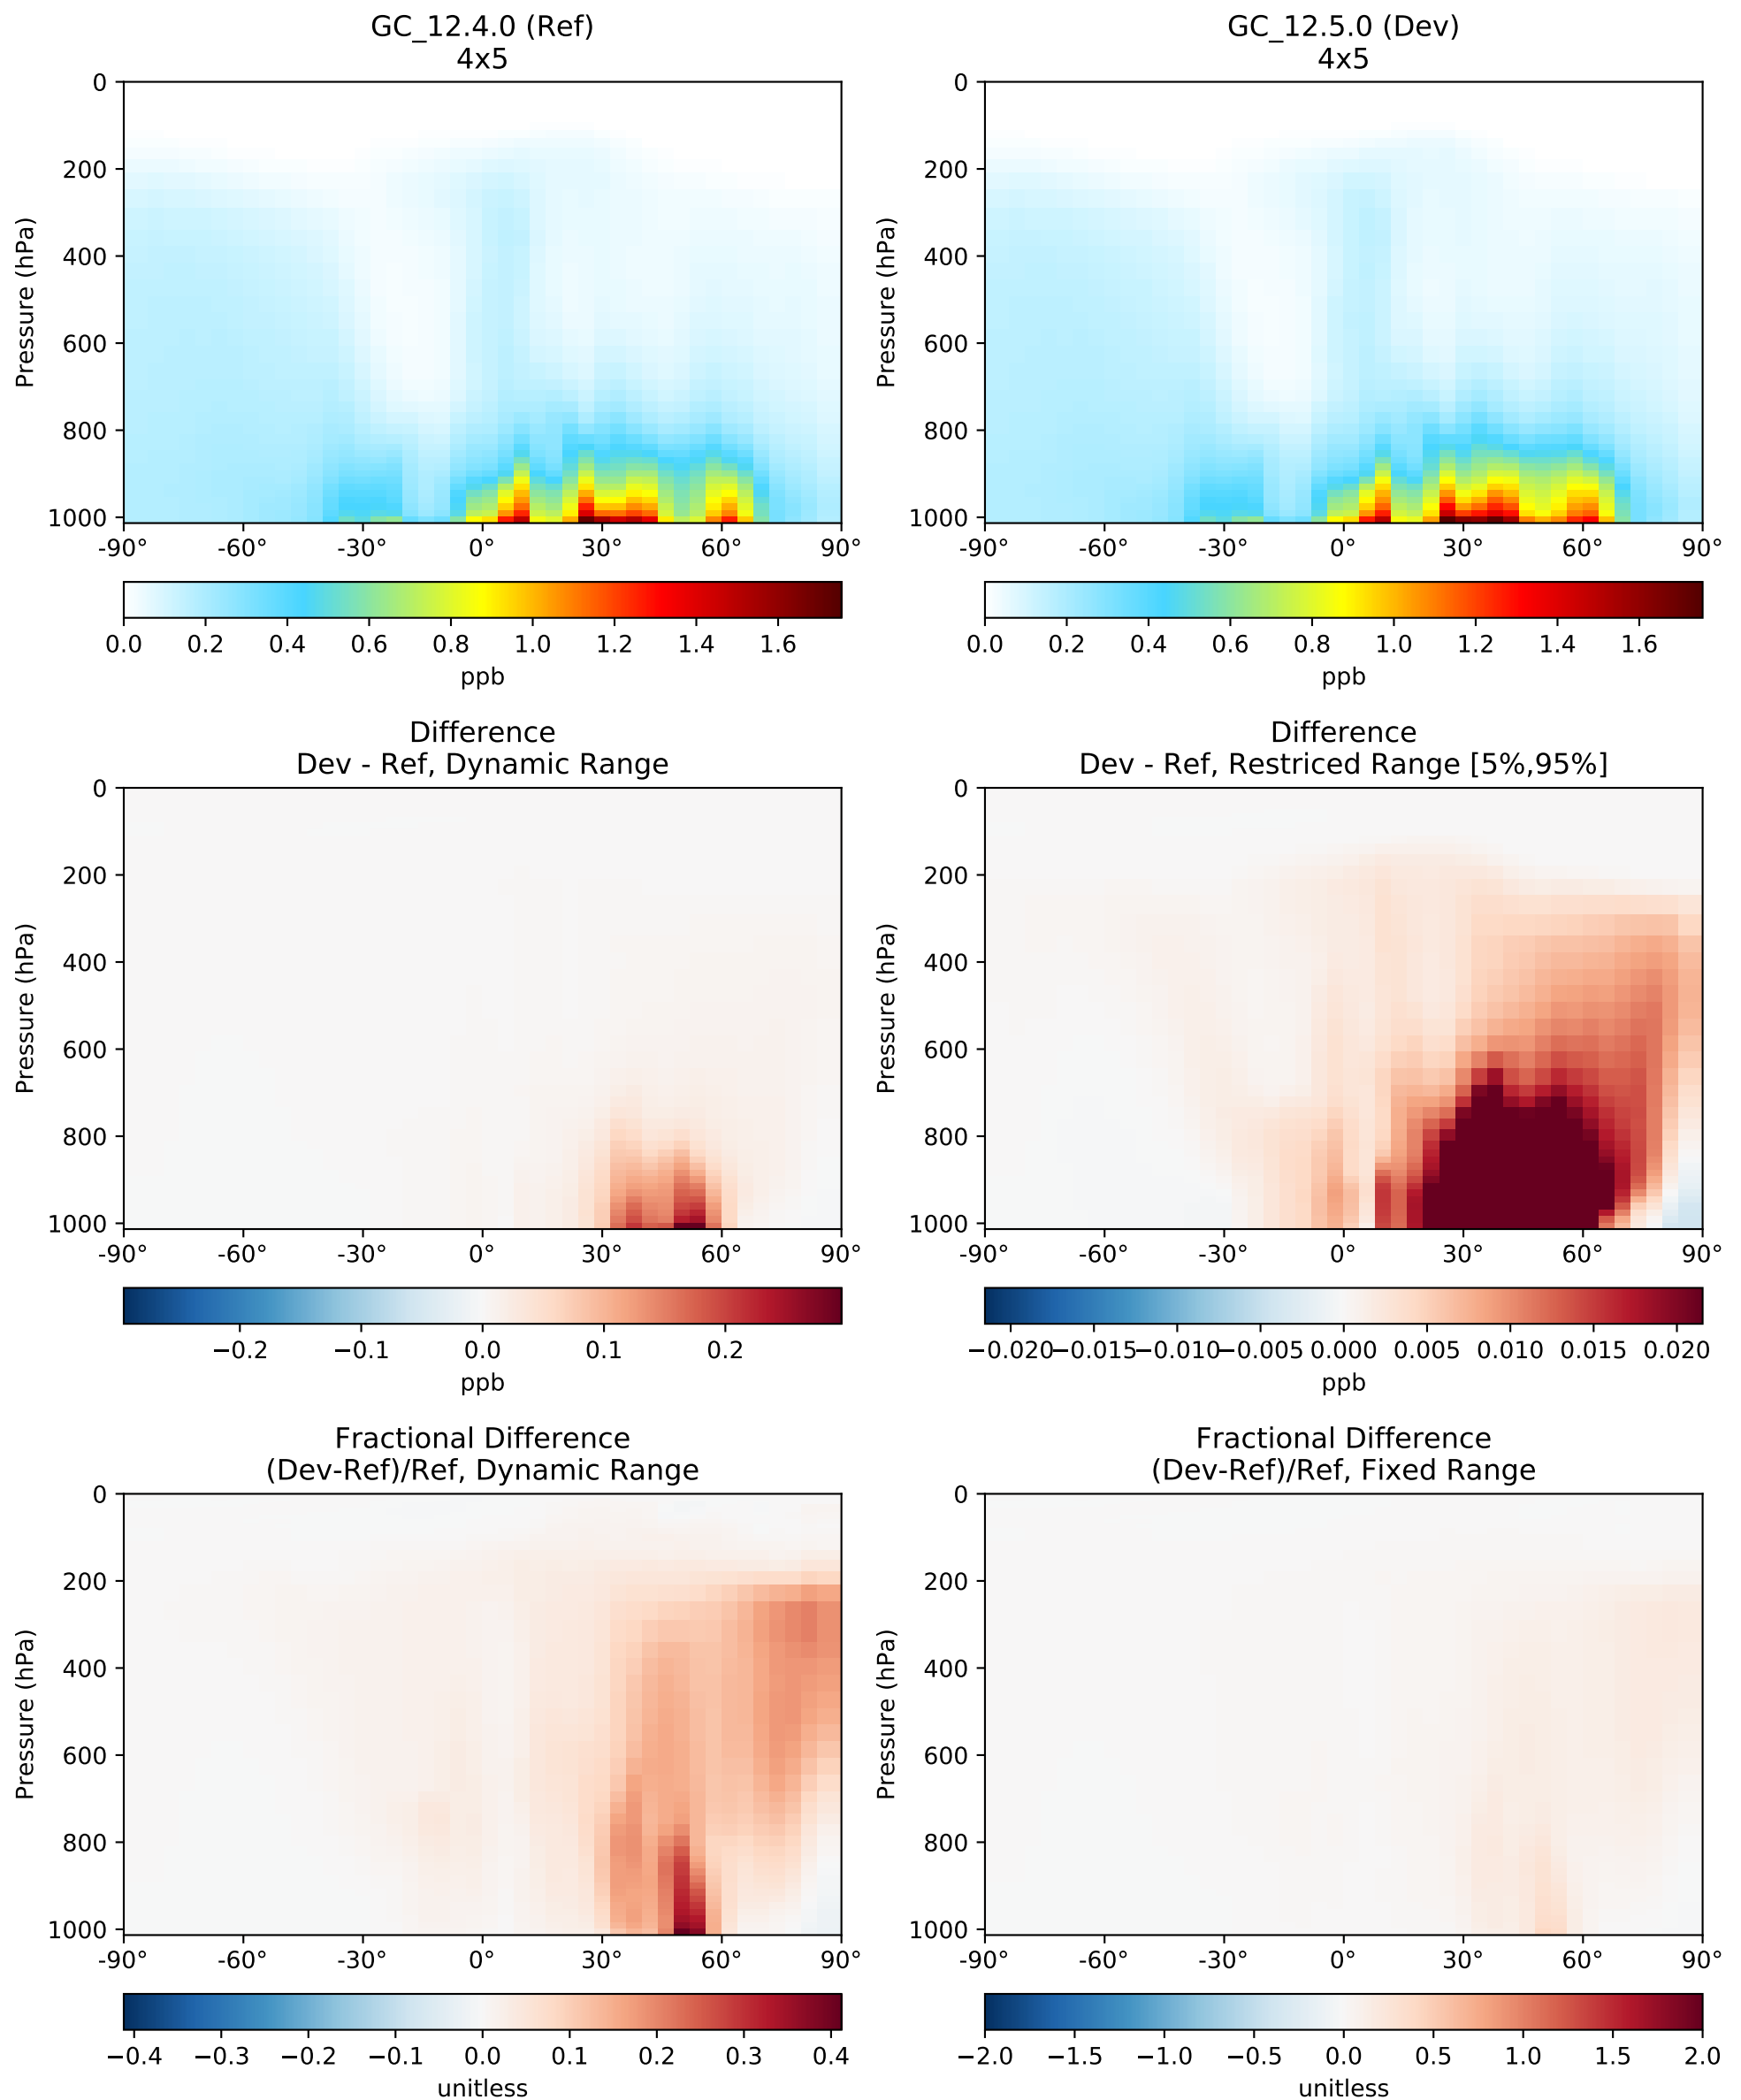 GC_12.4.0 (Ref)
4x5
0
200
400
600
800
1000
Pressure (hPa)
-90° -60° -30° 0° 30° 60° 90°
0.0 0.2 0.4 0.6 0.8 1.0 1.2 1.4 1.6
ppb
GC_12.5.0 (Dev)
4x5
0
200
400
600
800
1000
Pressure (hPa)
-90° -60° -30° 0° 30° 60° 90°
0.0 0.2 0.4 0.6 0.8 1.0 1.2 1.4 1.6
ppb
Difference
Dev - Ref, Dynamic Range
0
200
400
600
800
1000
Pressure (hPa)
-90° -60° -30° 0° 30° 60° 90°
−0.2 −0.1 0.0 0.1 0.2
ppb
Difference
Dev - Ref, Restriced Range [5%,95%]
0
200
400
600
800
1000
Pressure (hPa)
-90° -60° -30° 0° 30° 60° 90°
−0.020 −0.015 −0.010 −0.005 0.000 0.005 0.010 0.015 0.020
ppb
Fractional Difference
(Dev-Ref)/Ref, Dynamic Range
0
200
400
600
800
1000
Pressure (hPa)
-90° -60° -30° 0° 30° 60° 90°
−0.4 −0.3 −0.2 −0.1 0.0 0.1 0.2 0.3 0.4
unitless
Fractional Difference
(Dev-Ref)/Ref, Fixed Range
0
200
400
600
800
1000
Pressure (hPa)
-90° -60° -30° 0° 30° 60° 90°
−2.0 −1.5 −1.0 −0.5 0.0 0.5 1.0 1.5 2.0
unitless